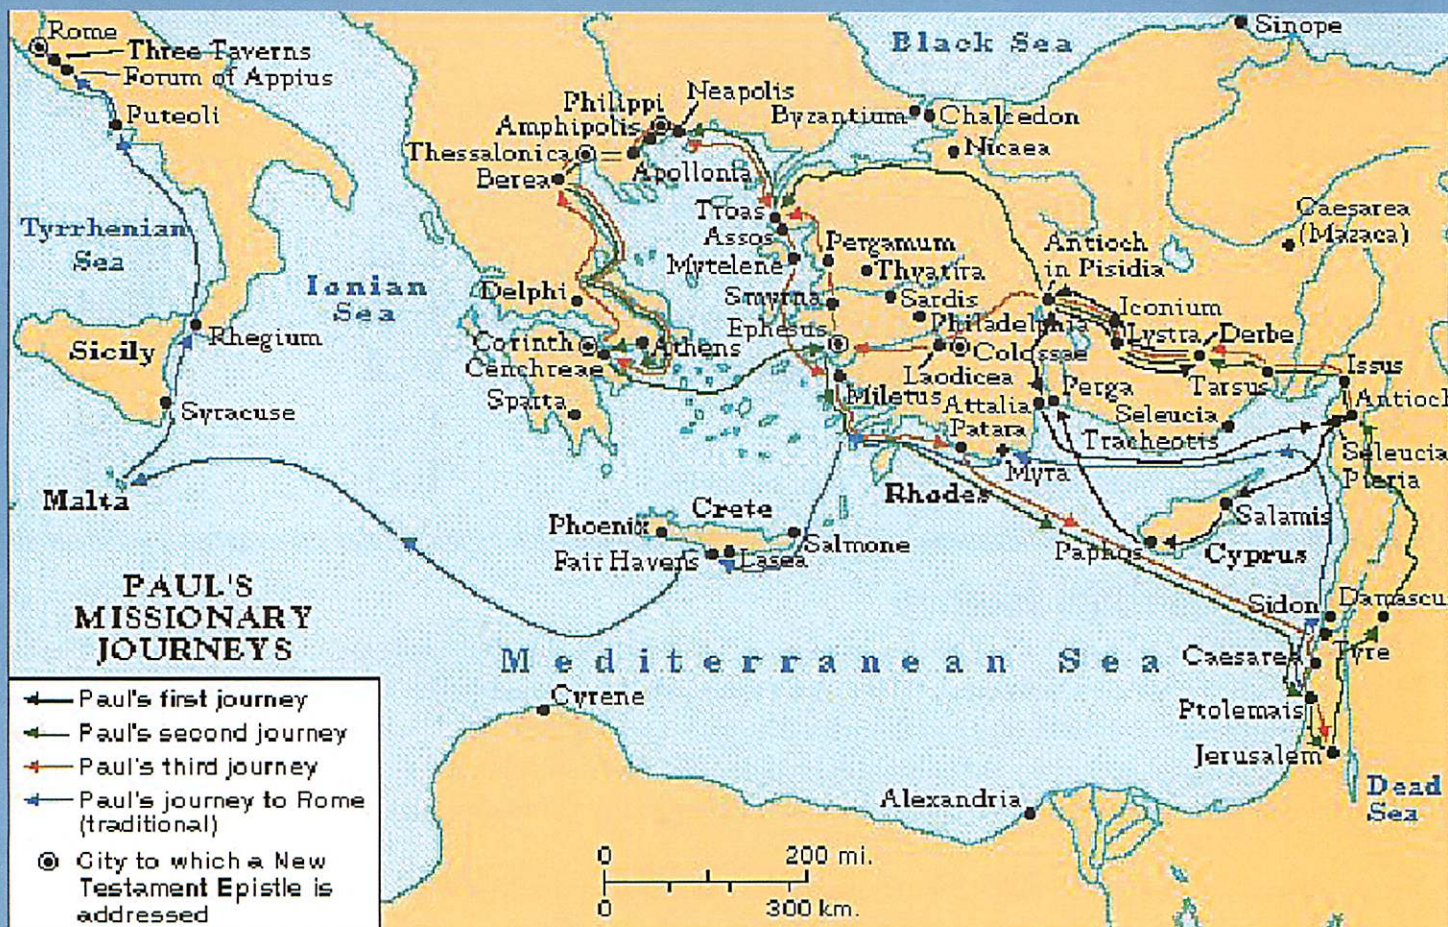 Rome
Three Taverns
Forum of Appius
Puteoli
Tyrrhenian
Sea
Ionian
Sea
Sicily
Rhegium
Syracuse
Malta
Black Sea
Sinope
Neapolis
Philippi
Amphipolis
Thessalonica
Apollonia
Berea
Byzantium
Chalcedon
Nicaea
Troas
Assos
Mytelene
Pergamum
Thyatira
Smyrna
Sardis
Ephesus
Philadelphia
Colossae
Laodicea
Miletus
Caesarea
(Mazaca)
Antioch
in Pisidia
Iconium
Lystra
Derbe
Issus
Tarsus
Antioch
Perga
Attalia
Seleucia
Tracheotis
Seleucia
Pieria
Patara
Myra
Rhodes
Delphi
Corinth
Athens
Cenchreae
Sparta
Crete
Phoenix
Salmone
Fair Havens
Lasea
Salamis
Paphos
Cyprus
Sidon
Damascu
Tyre
Caesarea
Ptolemais
Jerusalem
Dead
Sea
Mediterranean Sea
Cyrene
Alexandria
PAUL'S
MISSIONARY
JOURNEYS
Paul's first journey
Paul's second journey
Paul's third journey
Paul's journey to Rome
(traditional)
City to which a New
Testament Epistle is
addressed
0 200 mi.
0 300 km.